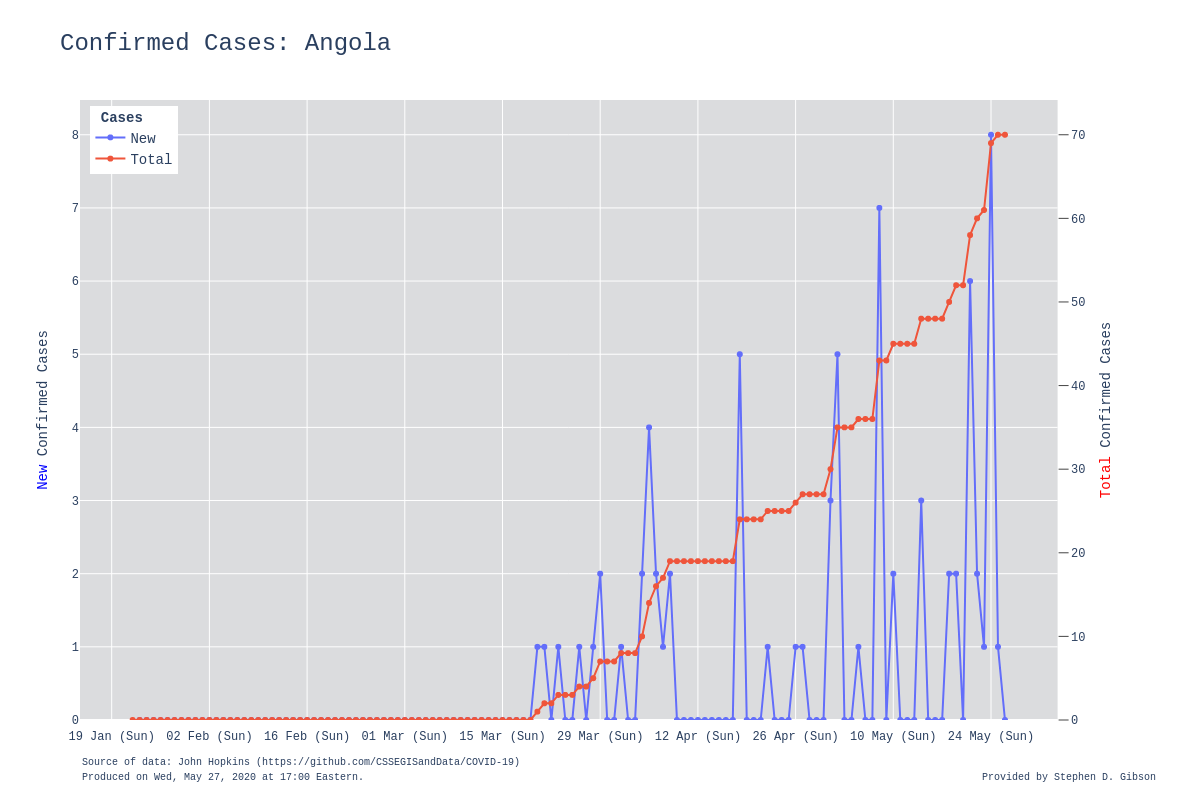 Confirmed Cases: Angola
Cases
New
Total
8
7
6
5
4
3
2
1
0
70
60
50
40
30
20
10
0
New Confirmed Cases
Total Confirmed Cases
19 Jan (Sun) 02 Feb (Sun) 16 Feb (Sun) 01 Mar (Sun) 15 Mar (Sun) 29 Mar (Sun) 12 Apr (Sun) 26 Apr (Sun) 10 May (Sun) 24 May (Sun)
Source of data: John Hopkins (https://github.com/CSSEGISandData/COVID-19)
Produced on Wed, May 27, 2020 at 17:00 Eastern.
Provided by Stephen D. Gibson